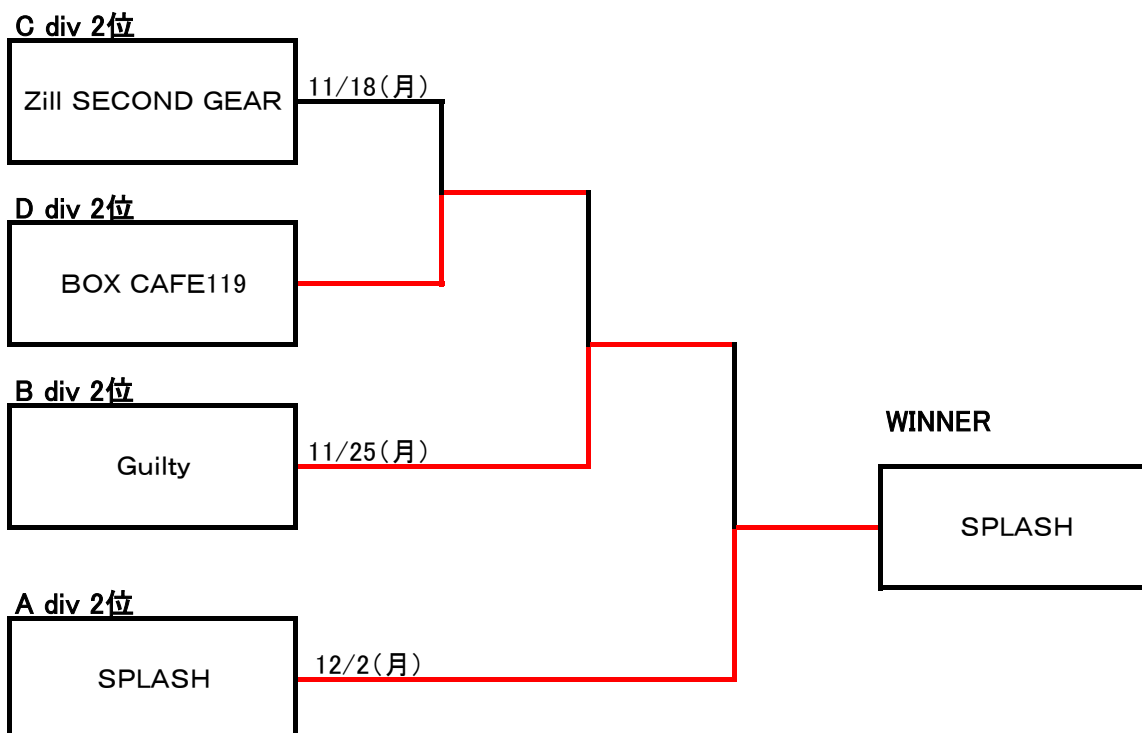 C div 2位
Zill SECOND GEAR
11/18(月)
D div 2位
BOX CAFE119
B div 2位
Guilty
11/25(月)
WINNER
SPLASH
A div 2位
SPLASH
12/2(月)